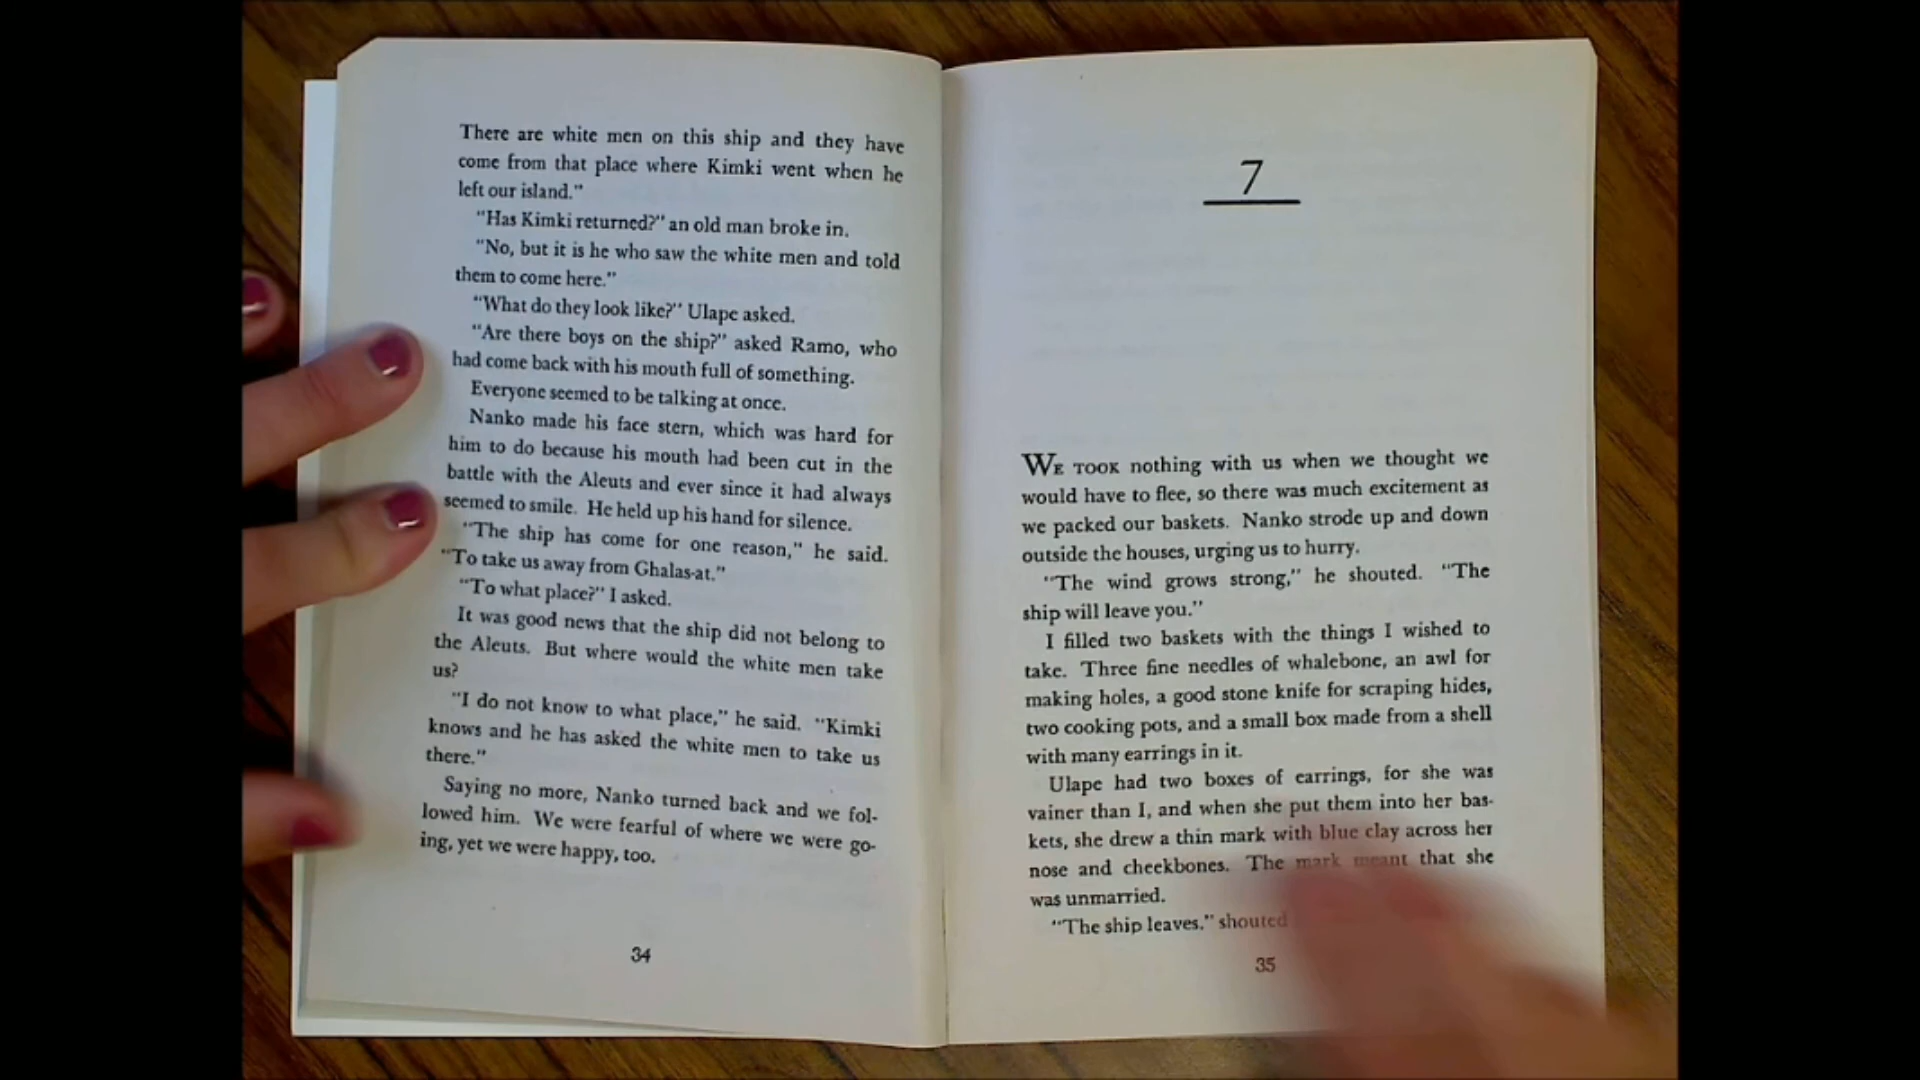 There are white men on this ship and they have
come from that place where Kimki went when he
left our island."
"Has Kimki returned?" an old man broke in.
"No, but it is he who saw the white men and told
them to come here."
"What do they look like?" Ulape asked.
"Are there boys on the ship?" asked Ramo, who
had come back with his mouth full of something.
Everyone seemed to be talking at once.
Nanko made his face stern, which was hard for
him to do because his mouth had been cut in the
battle with the Aleuts and ever since it had always
seemed to smile. He held up his hand for silence.
"The ship has come for one reason," he said.
"To take us away from Ghalas-at."
"To what place?" I asked.
It was good news that the ship did not belong to
the Aleuts. But where would the white men take
us?
"I do not know to what place," he said. "Kimki
knows and he has asked the white men to take us
there."
Saying no more, Nanko turned back and we fol-
lowed him. We were fearful of where we were go-
ing, yet we were happy, too.
34
7
WE TOOK nothing with us when we thought we
would have to flee, so there was much excitement as
we packed our baskets. Nanko strode up and down
outside the houses, urging us to hurry.
"The wind grows strong," he shouted. "The
ship will leave you."
I filled two baskets with the things I wished to
take. Three fine needles of whalebone, an awl for
making holes, a good stone knife for scraping hides,
two cooking pots, and a small box made from a shell
with many earrings in it.
Ulape had two boxes of earrings, for she was
vainer than I, and when she put them into her bas-
kets, she drew a thin mark with blue clay across her
nose and cheekbones. The mark meant that she
was unmarried.
"The ship leaves," shouted
35